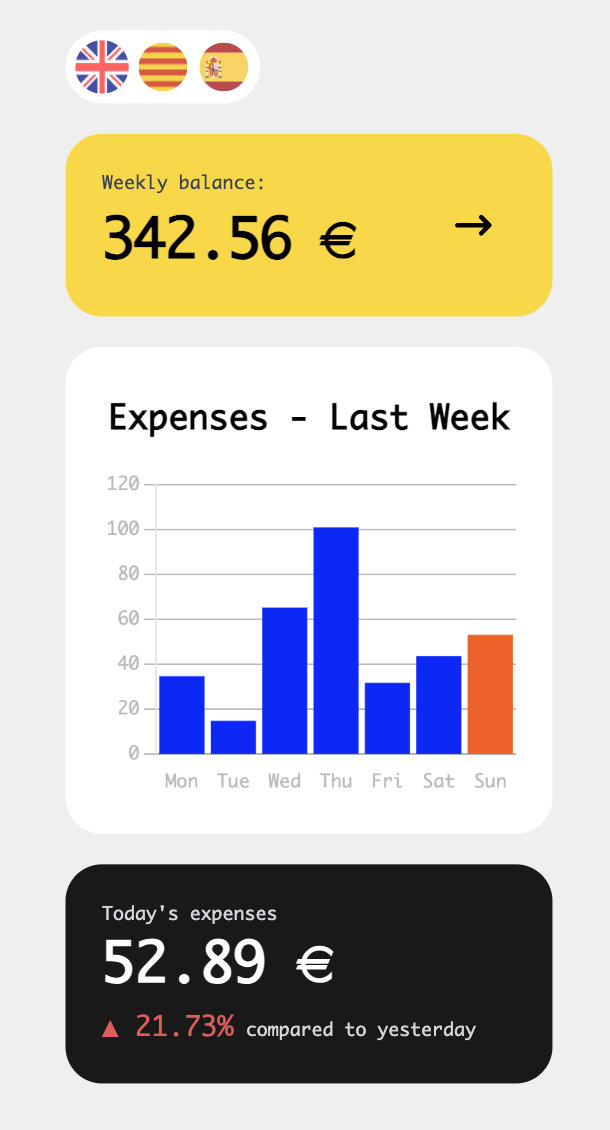 Weekly balance:
342.56 €
Expenses - Last Week
120
100
80
60
40
20
0
Mon Tue Wed Thu Fri Sat Sun
Today's expenses
52.89 €
▲ 21.73% compared to yesterday